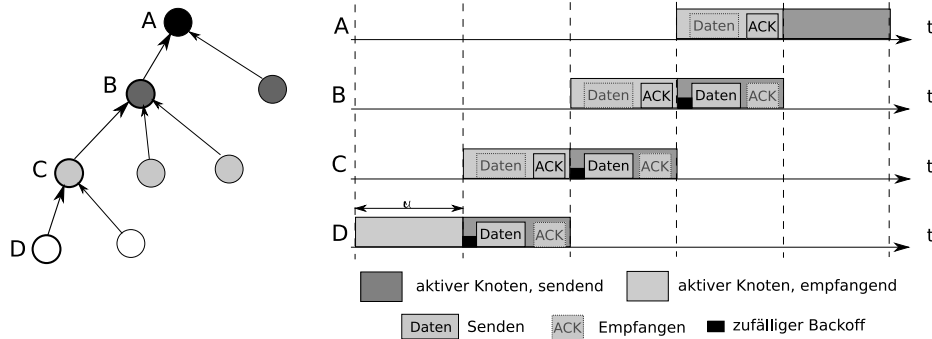 A
B
C
D
A
Daten ACK
t
B
Daten ACK Daten ACK
t
C
Daten ACK Daten ACK
t
u
D
Daten ACK
t
aktiver Knoten, sendend
aktiver Knoten, empfangend
Daten Senden
ACK Empfangen
zufälliger Backoff